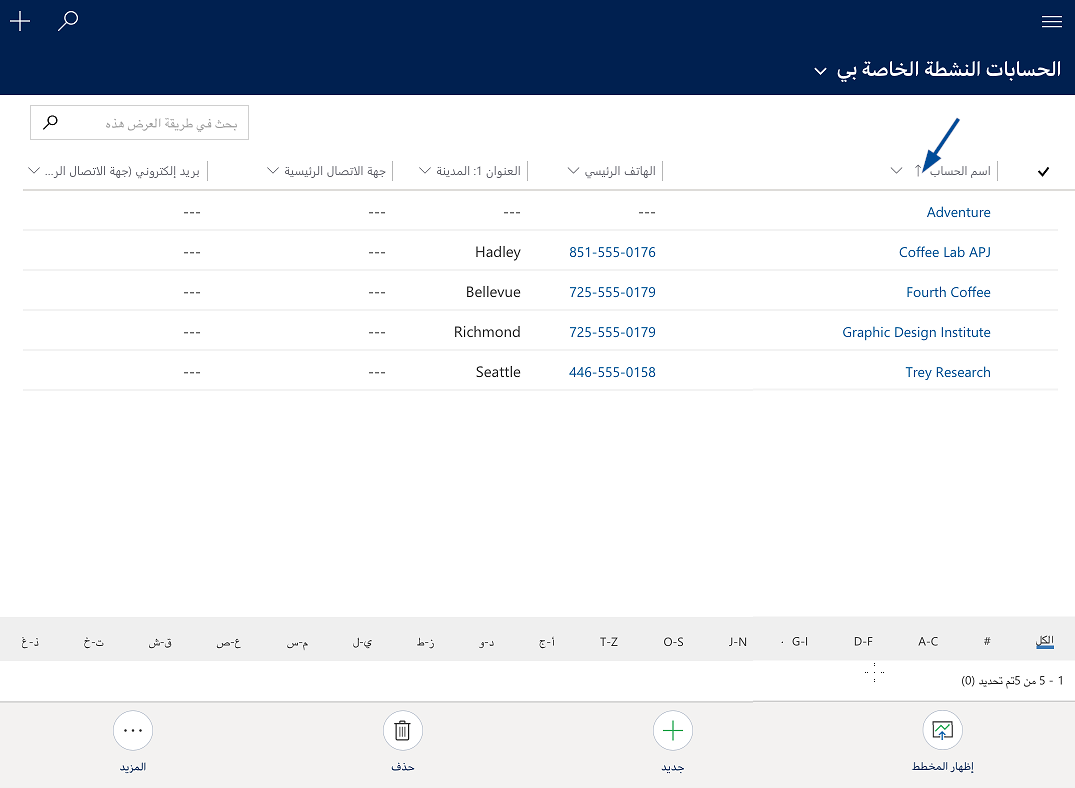 الحسابات النشطة الخاصة بي
بحث في طريقة العرض هذه
اسم الحساب ↑ الهاتف الرئيسي العنوان 1: المدينة جهة الاتصال الرئيسية بريد إلكتروني (جهة الاتصال الر...
Adventure --- --- --- ---
Coffee Lab APJ 851-555-0176 Hadley --- ---
Fourth Coffee 725-555-0179 Bellevue --- ---
Graphic Design Institute 725-555-0179 Richmond --- ---
Trey Research 446-555-0158 Seattle --- ---
الكل # A-C D-F G-I J-N O-S T-Z أ-ج د-و ز-ط ي-ل م-س ع-ص ق-ش ت-خ ذ-غ
1 - 5 من 5تم تحديد (0)
إظهار المخطط جديد حذف المزيد